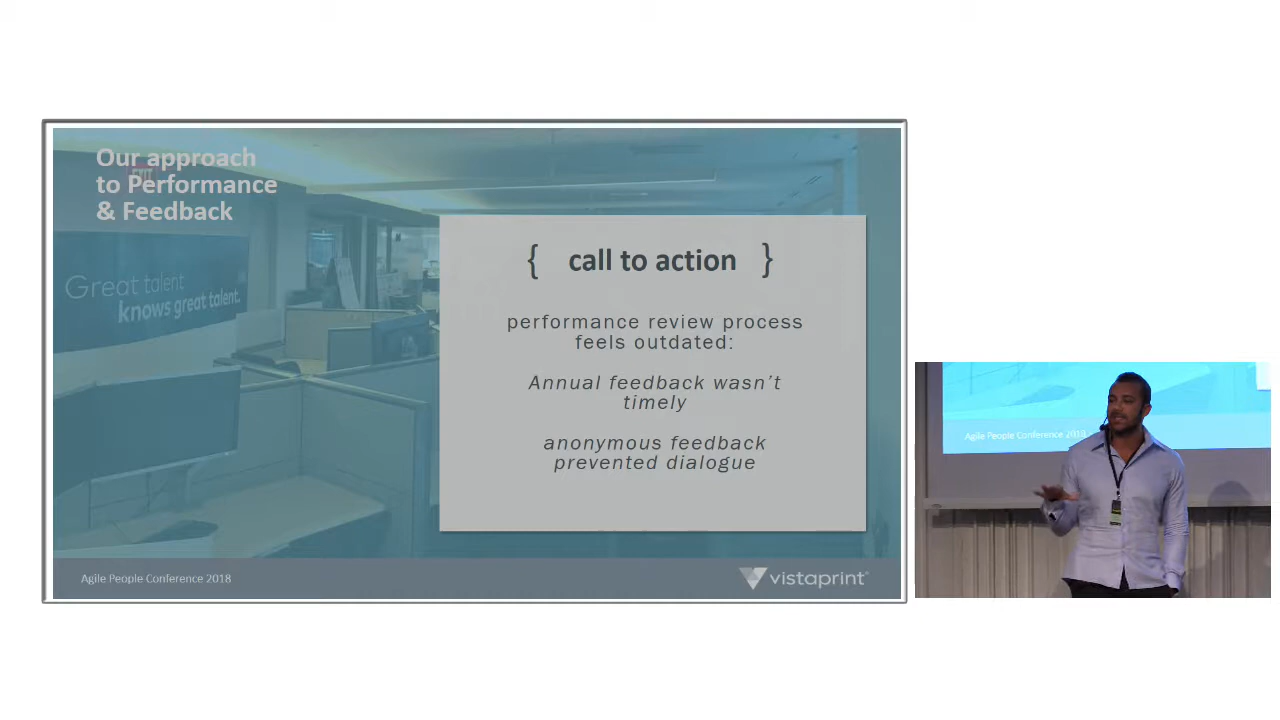 Our approach
to Performance
& Feedback
EXIT
Great talent
knows great talent.
{ call to action }
performance review process
feels outdated:
Annual feedback wasn't
timely
anonymous feedback
prevented dialogue
Agile People Conference 2018
vistaprint
Agile People Conference 2018